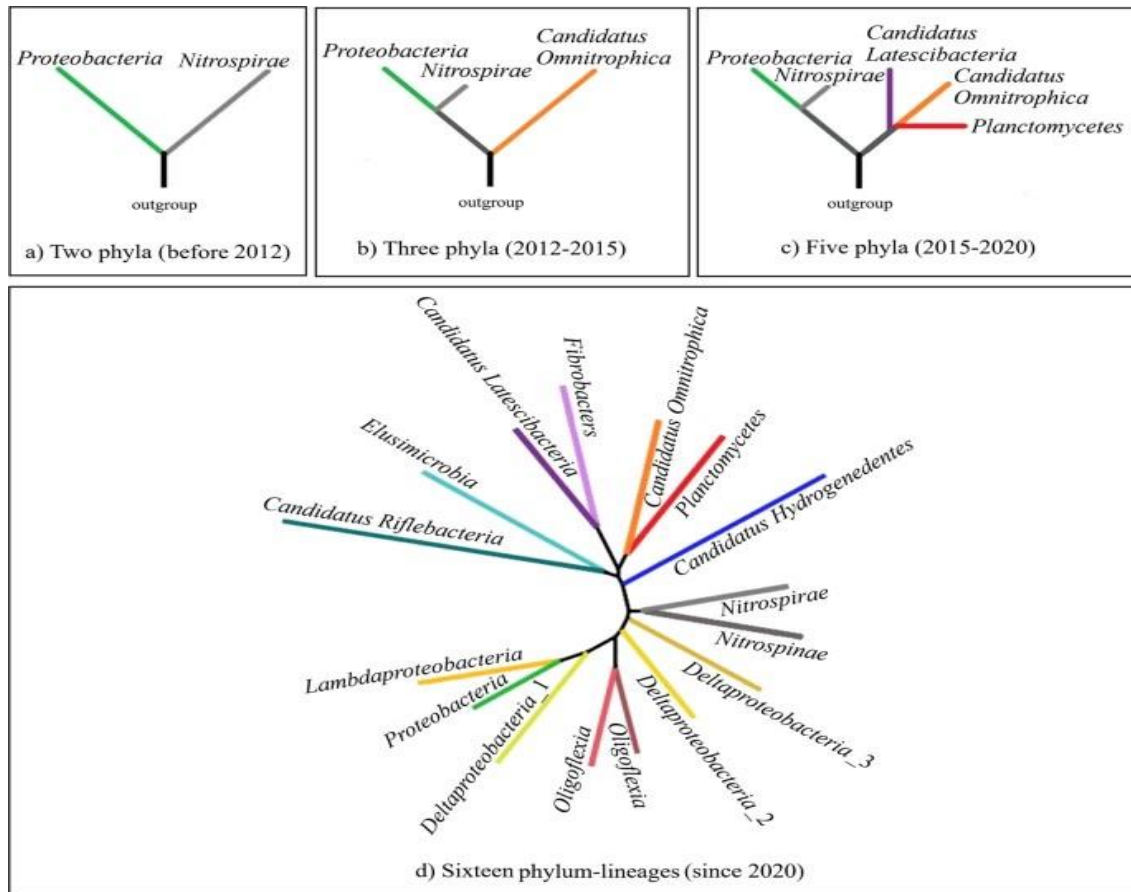 Proteobacteria
Nitrospirae
outgroup
a) Two phyla (before 2012)
Candidatus
Omnitrophica
Proteobacteria
Nitrospirae
outgroup
b) Three phyla (2012-2015)
Candidatus
Latescibacteria
Proteobacteria
Nitrospirae
Candidatus
Omnitrophica
Planctomycetes
outgroup
c) Five phyla (2015-2020)
Candidatus Riflebacteria
Elusimicrobia
Candidatus Latescibacteria
Fibrobacters
Candidatus Omnitrophica
Planctomycetes
Candidatus Hydrogenedentes
Nitrospirae
Nitrospinae
Deltaproteobacteria_3
Deltaproteobacteria_2
Oligoflexia
Oligoflexia
Deltaproteobacteria_1
Proteobacteria
Lambdaproteobacteria
d) Sixteen phylum-lineages (since 2020)